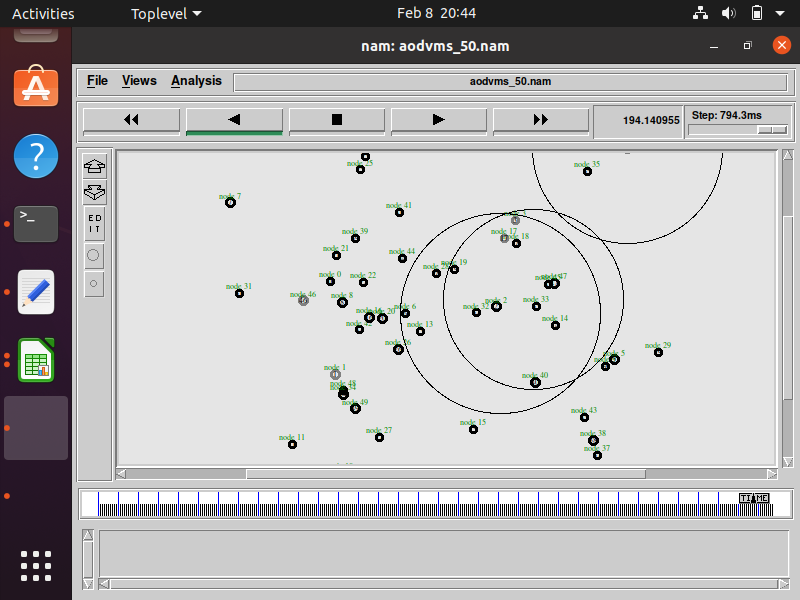 Activities
Toplevel
Feb 8 20:44
nam: aodvms_50.nam
File Views Analysis
aodvms_50.nam
194.140955
Step: 794.3ms
E D
I T
node 25
node 35
node 7
node 41
node 17
node 18
node 39
node 21
node 44
node 19
node 0
node 22
node 31
node 46
node 8
node 6
node 32
node 2
node 33
node 14
node 20
node 13
node 26
node 29
node 5
node 1
node 40
node 49
node 43
node 11
node 27
node 15
node 38
node 37
TIME